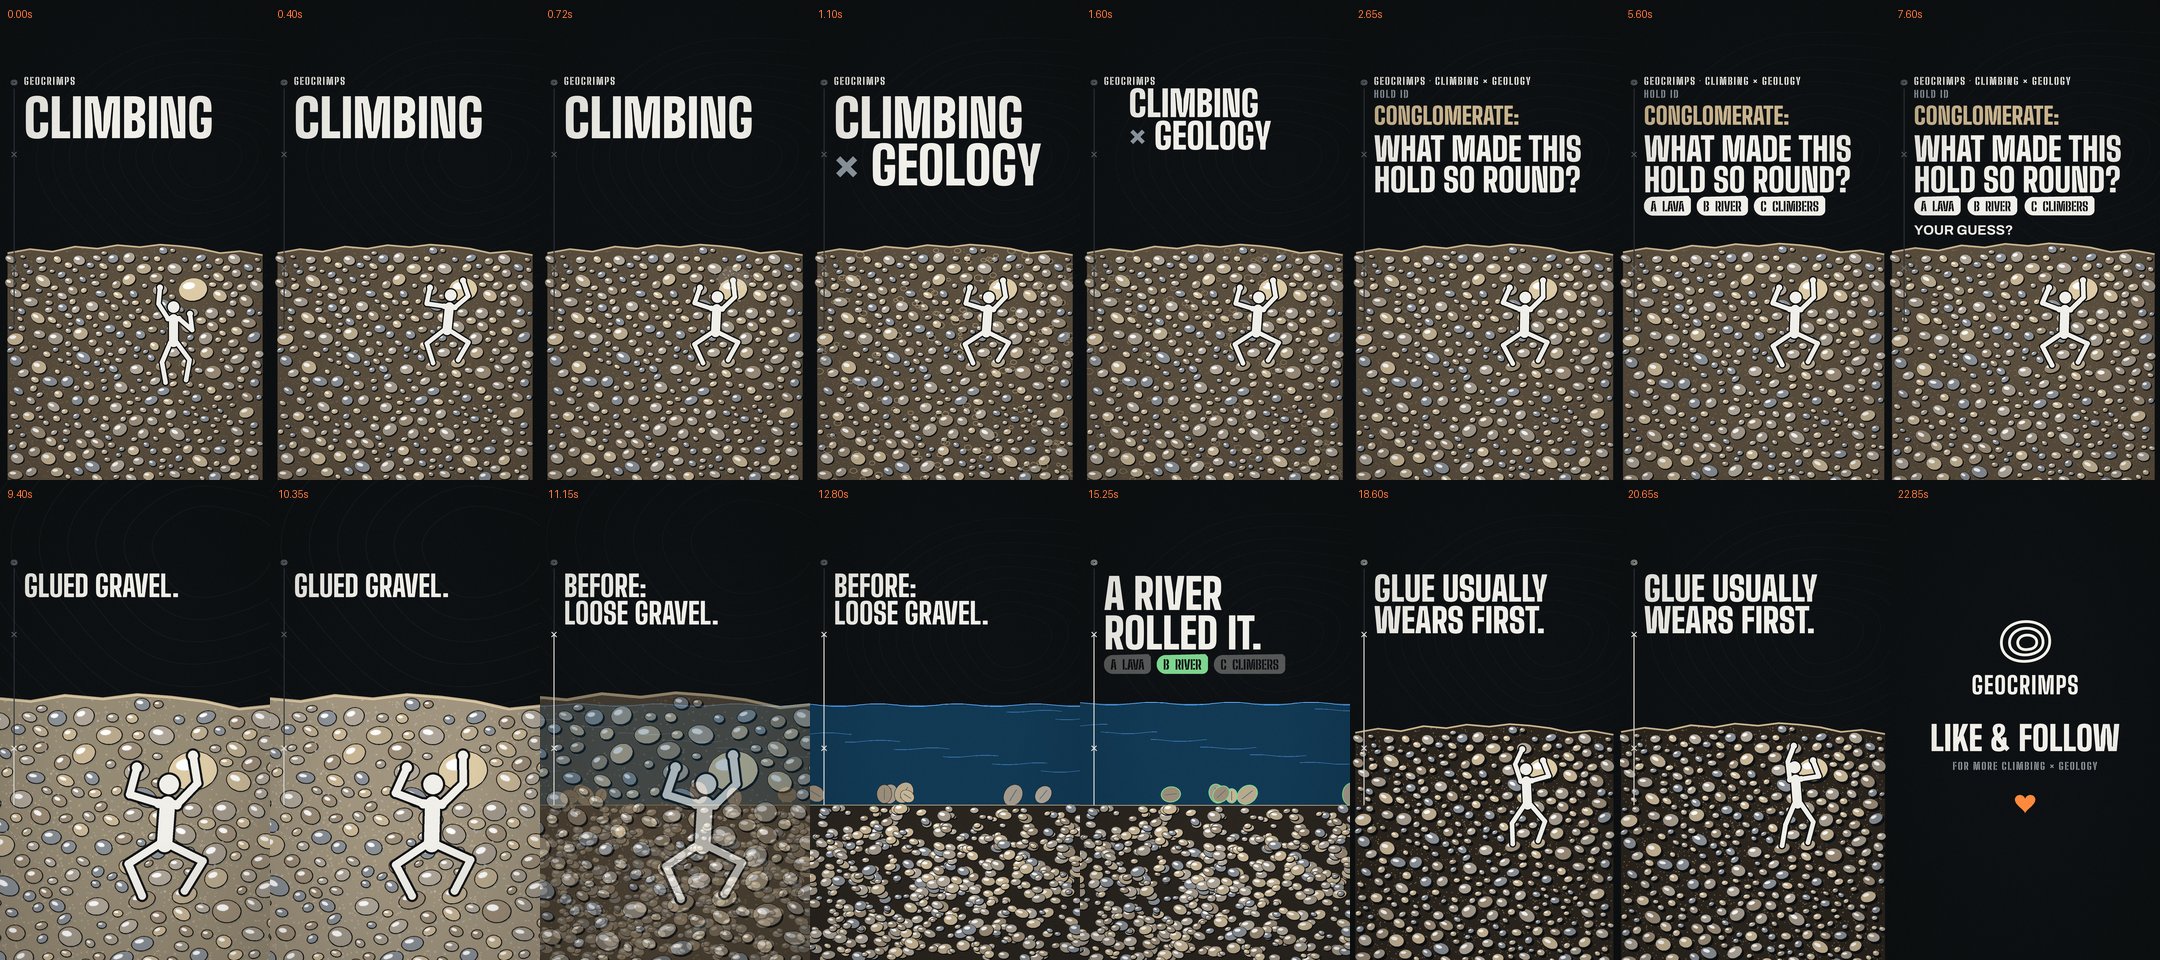 0.00s
GEOCRIMPS
CLIMBING
0.40s
GEOCRIMPS
CLIMBING
0.72s
GEOCRIMPS
CLIMBING
1.10s
GEOCRIMPS
CLIMBING
× GEOLOGY
1.60s
GEOCRIMPS
CLIMBING
× GEOLOGY
2.65s
GEOCRIMPS · CLIMBING × GEOLOGY
HOLD ID
CONGLOMERATE:
WHAT MADE THIS
HOLD SO ROUND?
5.60s
GEOCRIMPS · CLIMBING × GEOLOGY
HOLD ID
CONGLOMERATE:
WHAT MADE THIS
HOLD SO ROUND?
A LAVA B RIVER C CLIMBERS
7.60s
GEOCRIMPS · CLIMBING × GEOLOGY
HOLD ID
CONGLOMERATE:
WHAT MADE THIS
HOLD SO ROUND?
A LAVA B RIVER C CLIMBERS
YOUR GUESS?
9.40s
GLUED GRAVEL.
10.35s
GLUED GRAVEL.
11.15s
BEFORE:
LOOSE GRAVEL.
12.80s
BEFORE:
LOOSE GRAVEL.
15.25s
A RIVER
ROLLED IT.
A LAVA B RIVER C CLIMBERS
18.60s
GLUE USUALLY
WEARS FIRST.
20.65s
GLUE USUALLY
WEARS FIRST.
22.85s
GEOCRIMPS
LIKE & FOLLOW
FOR MORE CLIMBING × GEOLOGY